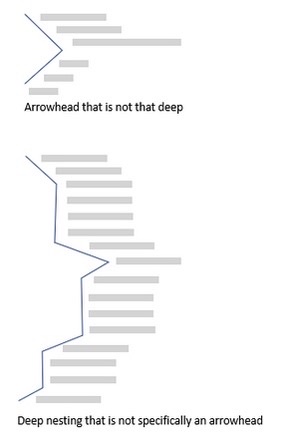 Arrowhead that is not that deep
Deep nesting that is not specifically an arrowhead